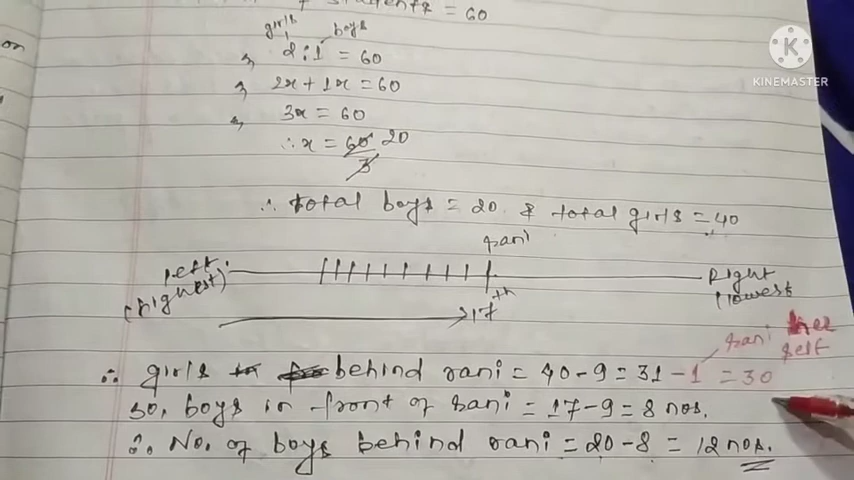 students = 60
girls boys
2:1 = 60
2x + 1x = 60
3x = 60
∴ x = 60/3 20
∴ total boys = 20 & total girls = 40
rani
Left (highest)
Right (lowest
17th
rani her self
∴ girls behind rani = 40-9 = 31-1 = 30
So, boys in front of rani = 17-9 = 8 nos.
∴ No. of boys behind rani = 20-8 = 12 nos.
K
KINEMASTER